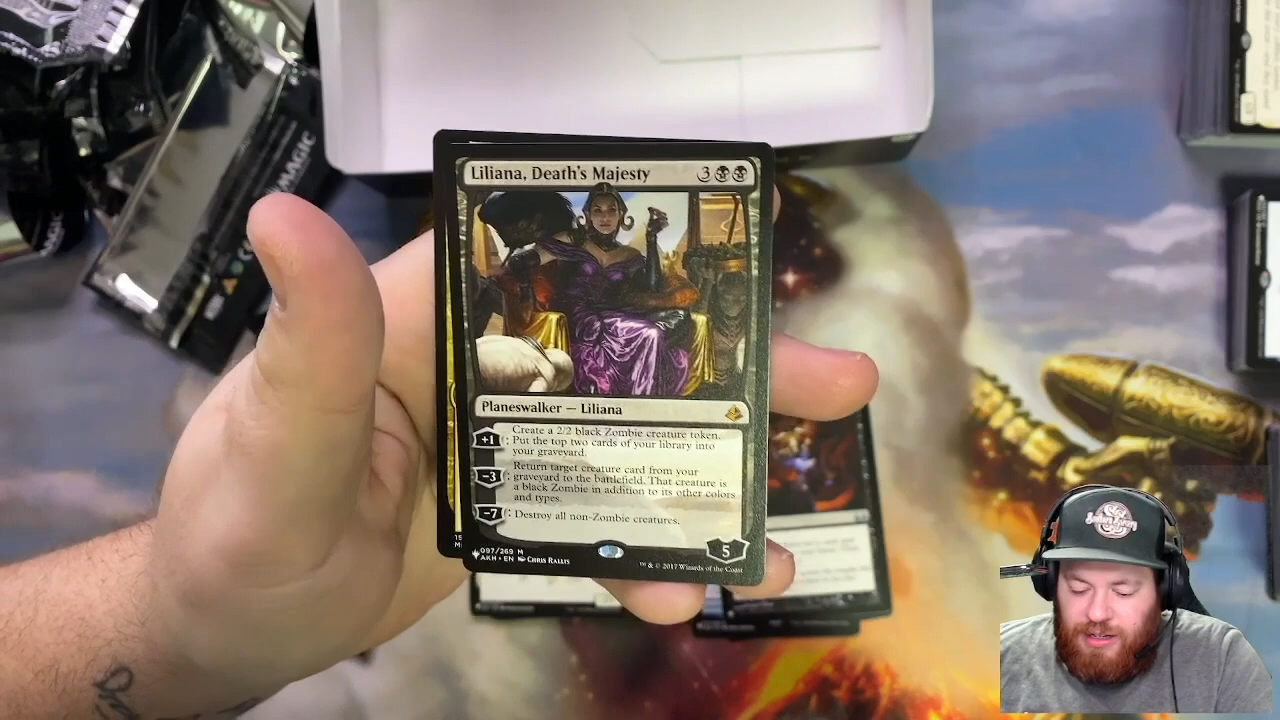 Liliana, Death's Majesty 3
Planeswalker — Liliana
+1
: Create a 2/2 black Zombie creature token.
Put the top two cards of your library into
your graveyard.
-3
: Return target creature card from your
graveyard to the battlefield. That creature is
a black Zombie in addition to its other colors
and types.
-7
: Destroy all non-Zombie creatures.
5
097/269 M
AKH • EN Chris Rallis
™ & © 2017 Wizards of the Coast
MAGIC